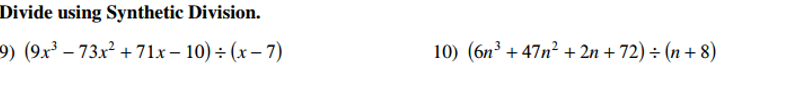 Divide using Synthetic Division.
9) (9x³ – 73x² + 71x – 10) ÷ (x – 7)
10) (6n³ + 47n² + 2n + 72) ÷ (n + 8)